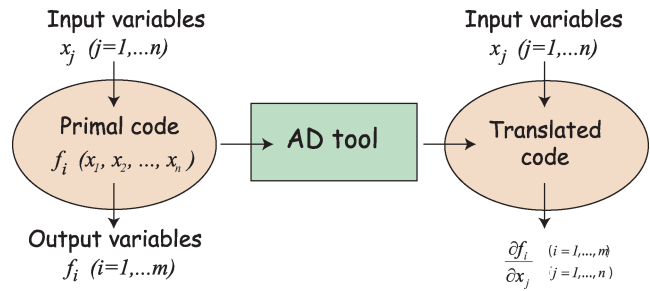 Input variables
x_j (j=1,...n)
Primal code
f_i (x_1, x_2, ..., x_n )
Output variables
f_i (i=1,...m)
AD tool
Input variables
x_j (j=1,...n)
Translated
code
∂f_i (i = 1,..., m)
∂x_j (j = 1,..., n )